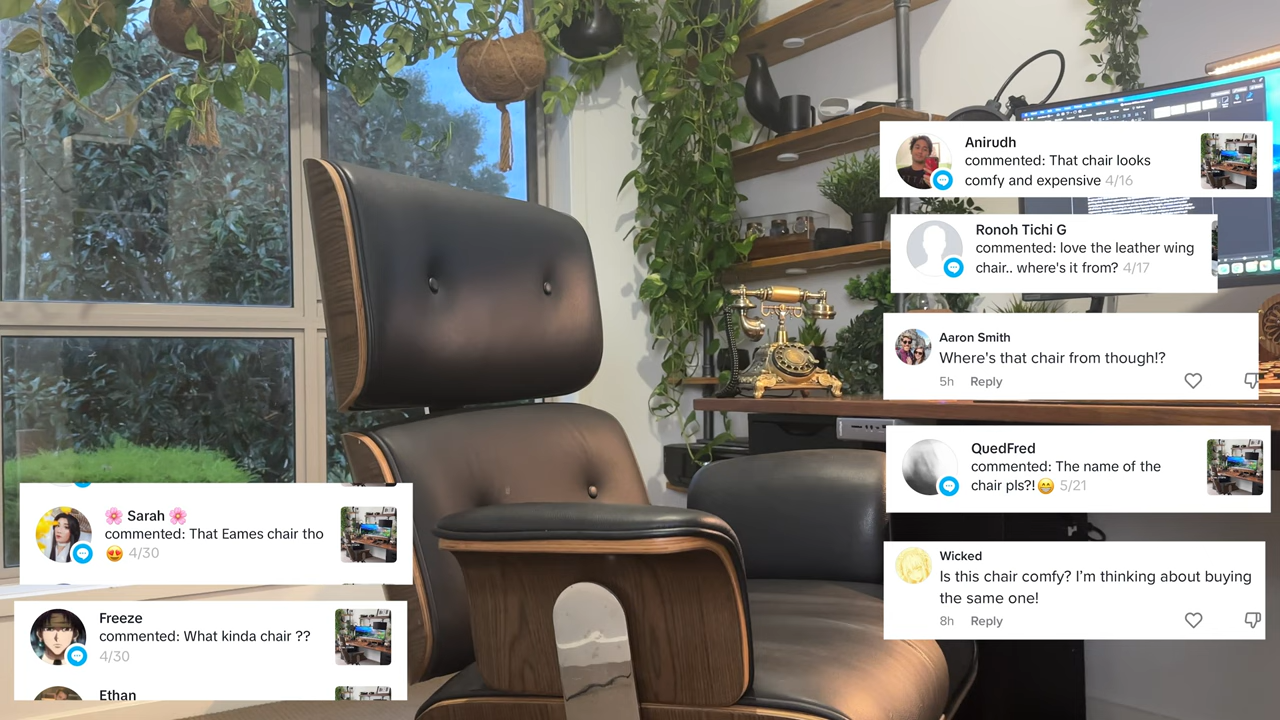 Anirudh
commented: That chair looks
comfy and expensive 4/16
Ronoh Tichi G
commented: love the leather wing
chair.. where's it from? 4/17
Aaron Smith
Where's that chair from though!?
5h Reply
QuedFred
commented: The name of the
chair pls?!😁 5/21
Wicked
Is this chair comfy? I'm thinking about buying
the same one!
8h Reply
🌸 Sarah 🌸
commented: That Eames chair tho
😍 4/30
Freeze
commented: What kinda chair ??
4/30
Ethan